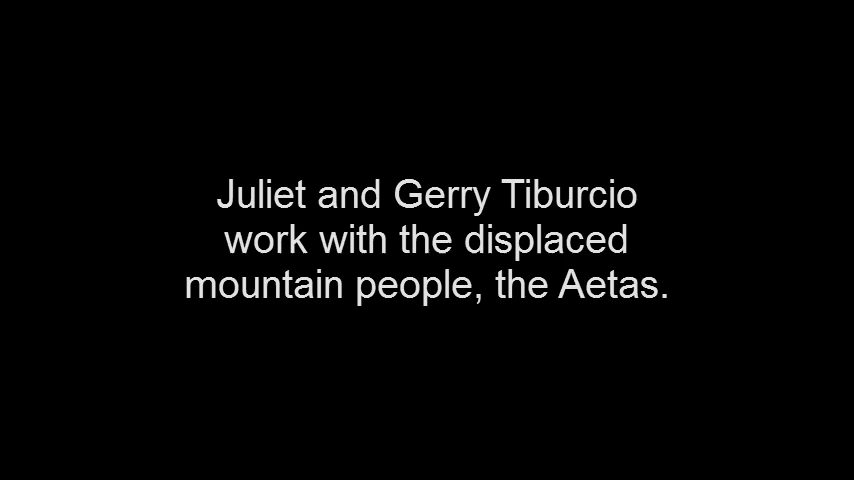 Juliet and Gerry Tiburcio
work with the displaced
mountain people, the Aetas.